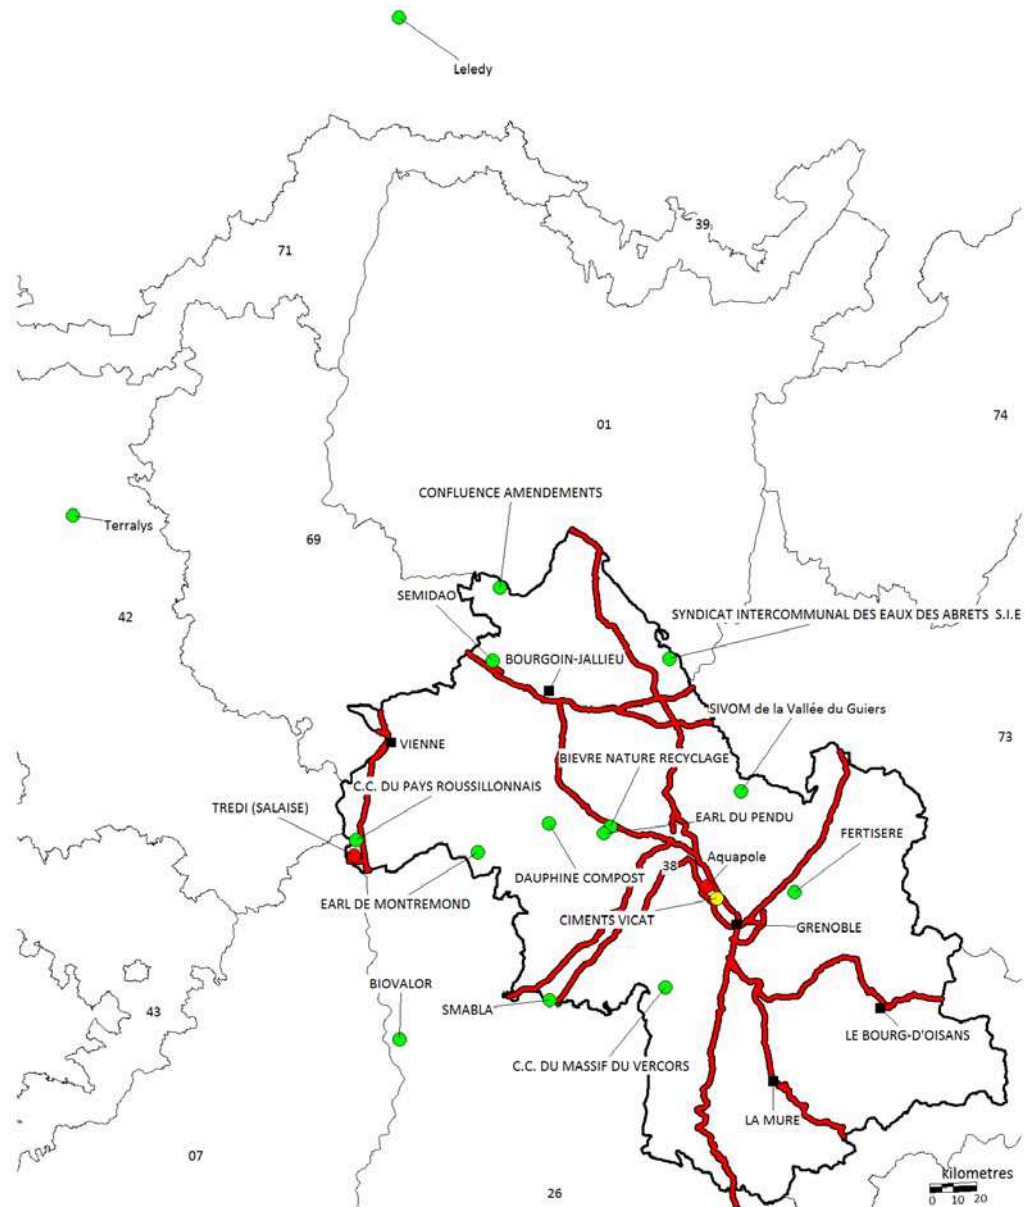 Leledy
39
71
74
01
CONFLUENCE AMENDEMENTS
Terralys
69
SEMIDAO
42
SYNDICAT INTERCOMMUNAL DES EAUX DES ABRETS S.I.E
BOURGOIN-JALLIEU
SIVOM de la Vallée du Guiers
73
VIENNE
BIEVRE NATURE RECYCLAGE
C.C. DU PAYS ROUSSILLONNAIS
TREDI (SALAISE)
EARL DU PENDU
FERTISERE
38
Aquapole
DAUPHINE COMPOST
EARL DE MONTREMOND
CIMENTS VICAT
GRENOBLE
BIOVALOR
SMABLA
43
LE BOURG-D'OISANS
C.C. DU MASSIF DU VERCORS
LA MURE
07
kilometres
26
0 10 20